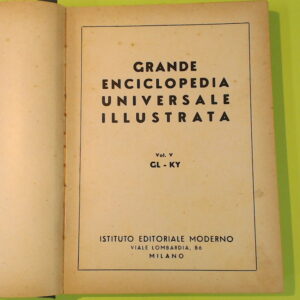 GRANDE
ENCICLOPEDIA
UNIVERSALE
ILLUSTRATA
Vol. V
GL - KY
ISTITUTO EDITORIALE MODERNO
VIALE LOMBARDIA, 86
MILANO